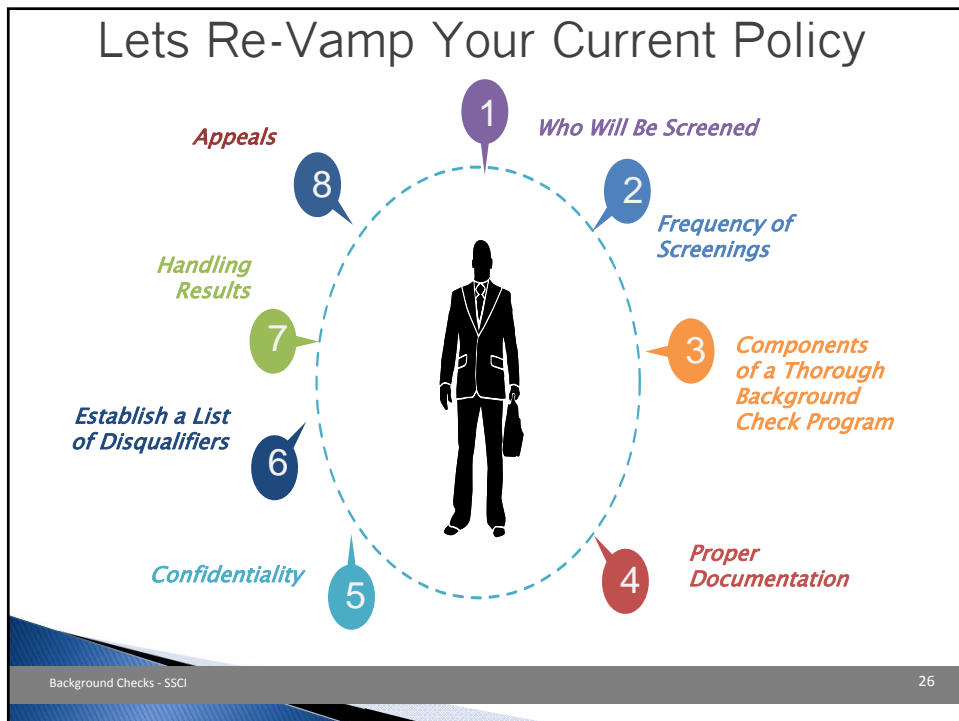 Lets Re-Vamp Your Current Policy
1
Who Will Be Screened
2
Frequency of
Screenings
3
Components
of a Thorough
Background
Check Program
4
Proper
Documentation
5
Confidentiality
6
Establish a List
of Disqualifiers
7
Handling
Results
8
Appeals
Background Checks - SSCI
26